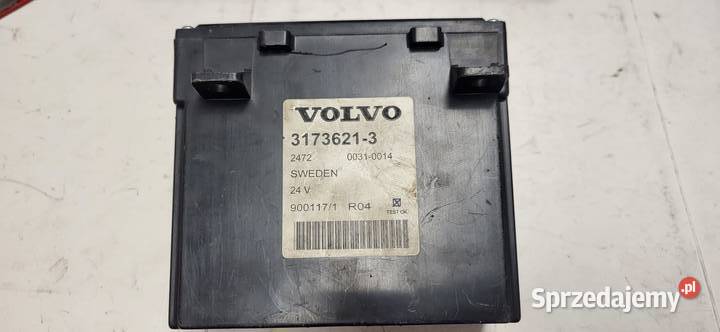 VOLVO
3173621-3
2472 0031-0014
SWEDEN
24 V
900117/1 R04
TEST OK
Sprzedajemy.pl